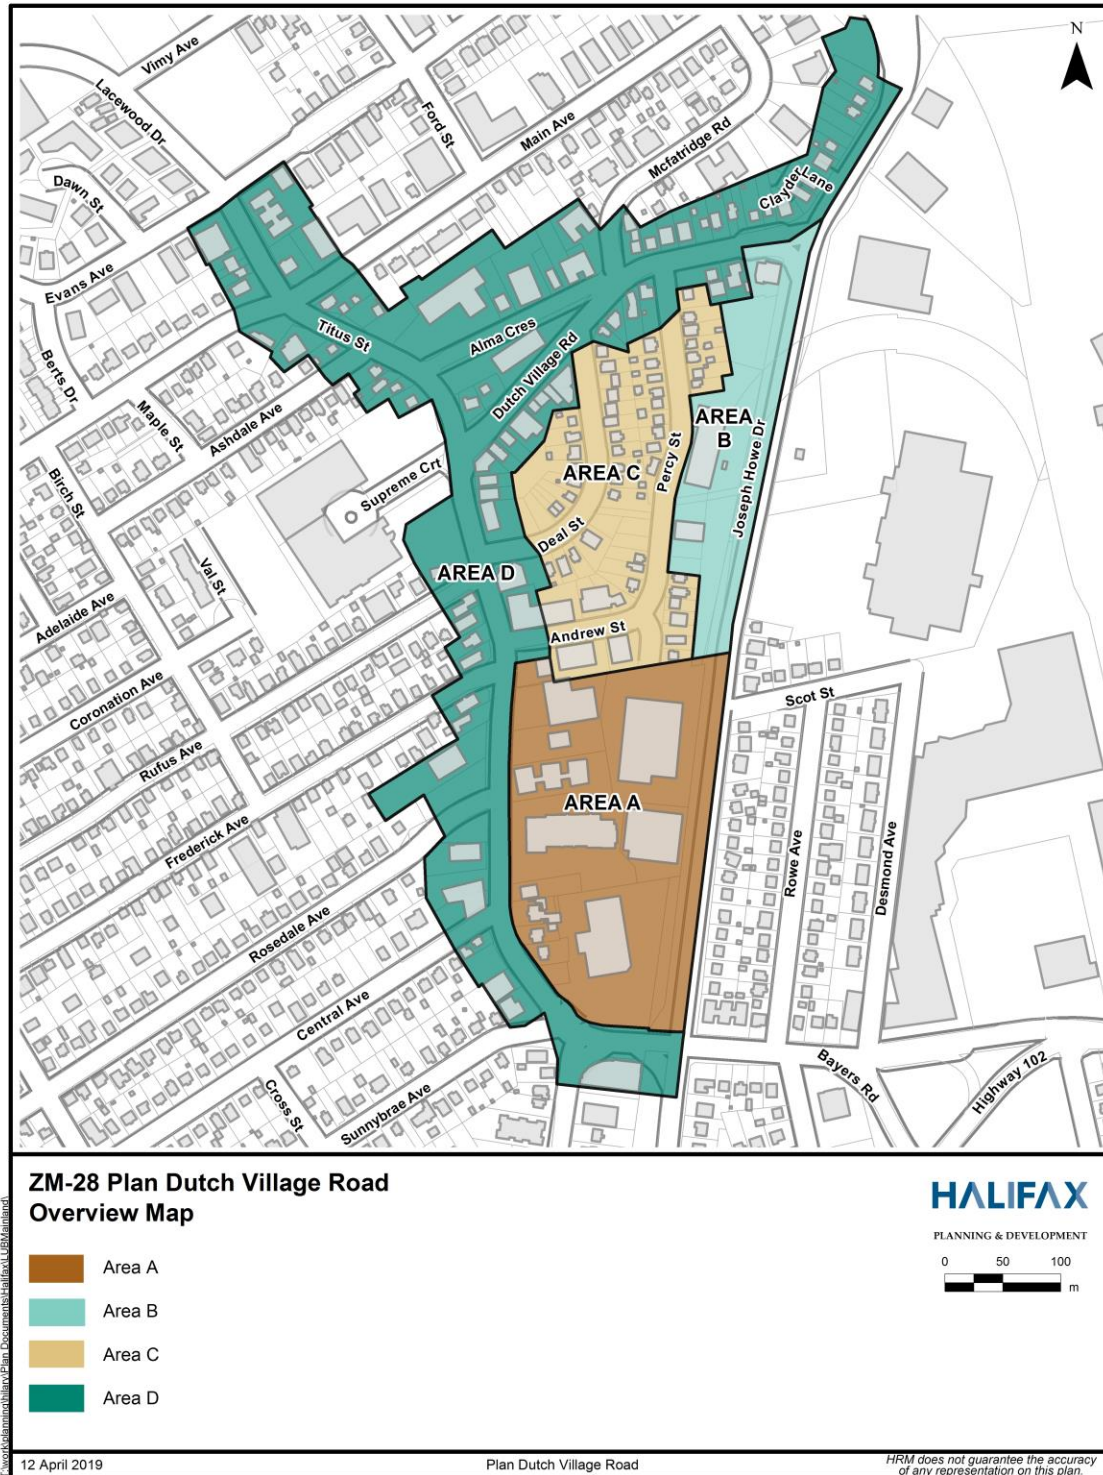 N
Vimy Ave
Lacewood Dr
Ford St
Main Ave
Mcfatridge Rd
Dawn St
Clayder Lane
Evans Ave
Titus St
Alma Cres
Dutch Village Rd
Berts Dr
Maple St
Ashdale Ave
AREA
B
Percy St
Joseph Howe Dr
AREA C
Supreme Crt
Birch St
Deal St
Val St
AREA D
Adelaide Ave
Andrew St
Coronation Ave
Scot St
Rufus Ave
AREA A
Frederick Ave
Rowe Ave
Desmond Ave
Rosedale Ave
Central Ave
Bayers Rd
Highway 102
Cross St
Sunnybrae Ave
ZM-28 Plan Dutch Village Road
Overview Map
Area A
Area B
Area C
Area D
HALIFAX
PLANNING & DEVELOPMENT
0 50 100
m
12 April 2019
Plan Dutch Village Road
HRM does not guarantee the accuracy
of any representation on this plan.